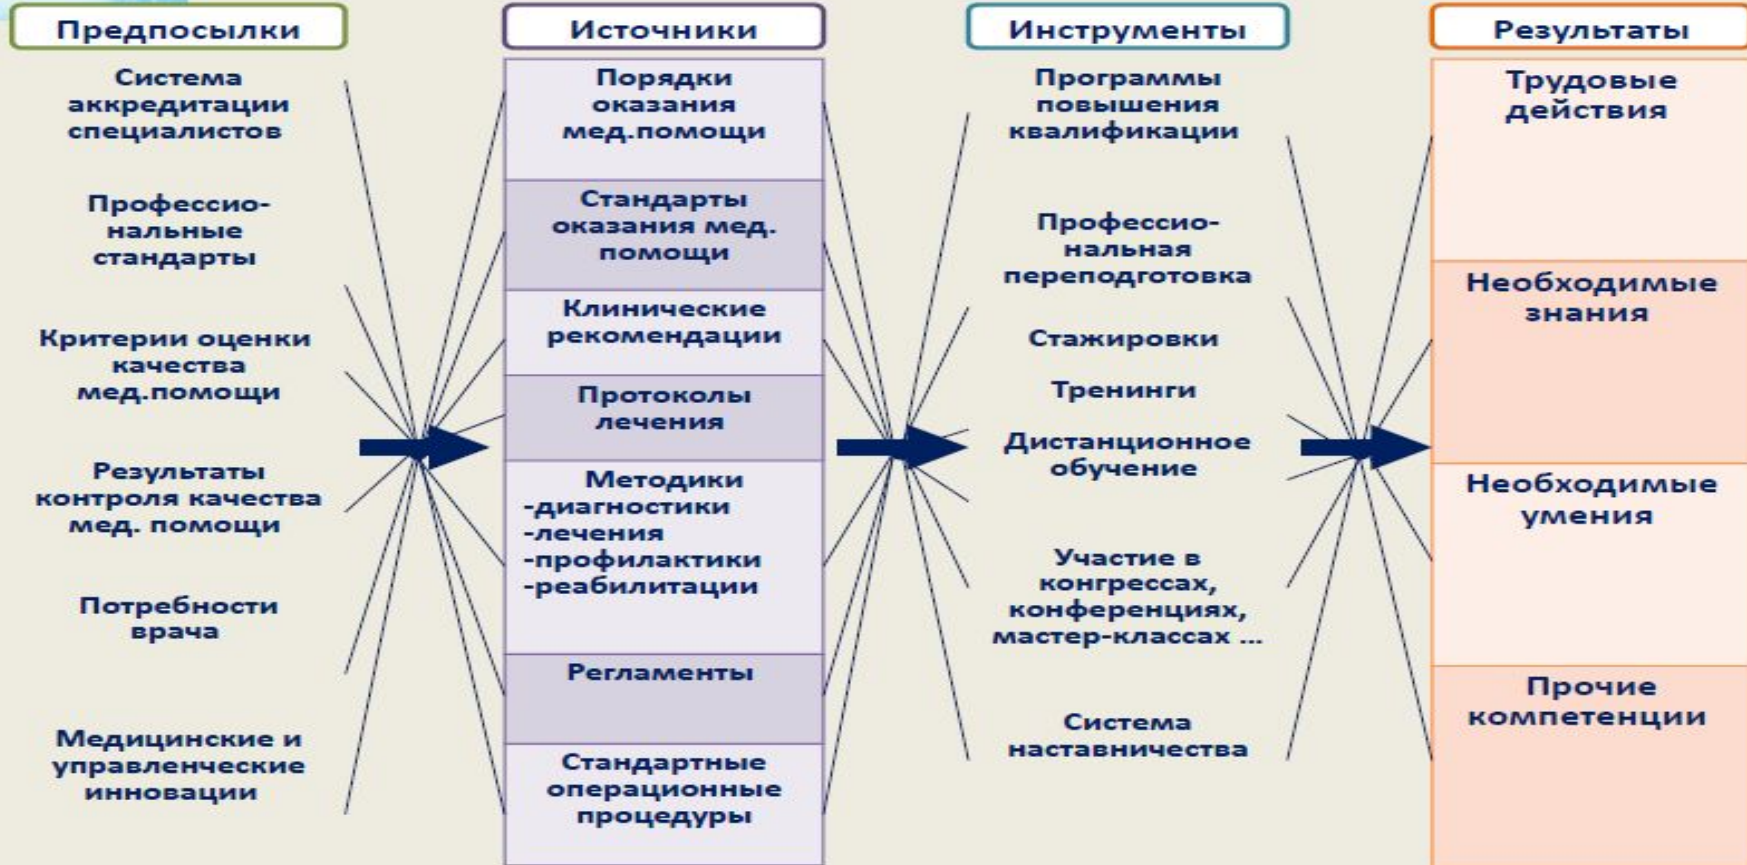 Предпосылки
Система
аккредитации
специалистов
Профессио-
нальные
стандарты
Критерии оценки
качества
мед.помощи
Результаты
контроля качества
мед. помощи
Потребности
врача
Медицинские и
управленческие
инновации
Источники
Порядки
оказания
мед.помощи
Стандарты
оказания мед.
помощи
Клинические
рекомендации
Протоколы
лечения
Методики
-диагностики
-лечения
-профилактики
-реабилитации
Регламенты
Стандартные
операционные
процедуры
Инструменты
Программы
повышения
квалификации
Профессио-
нальная
переподготовка
Стажировки
Тренинги
Дистанционное
обучение
Участие в
конгрессах,
конференциях,
мастер-классах ...
Система
наставничества
Результаты
Трудовые
действия
Необходимые
знания
Необходимые
умения
Прочие
компетенции